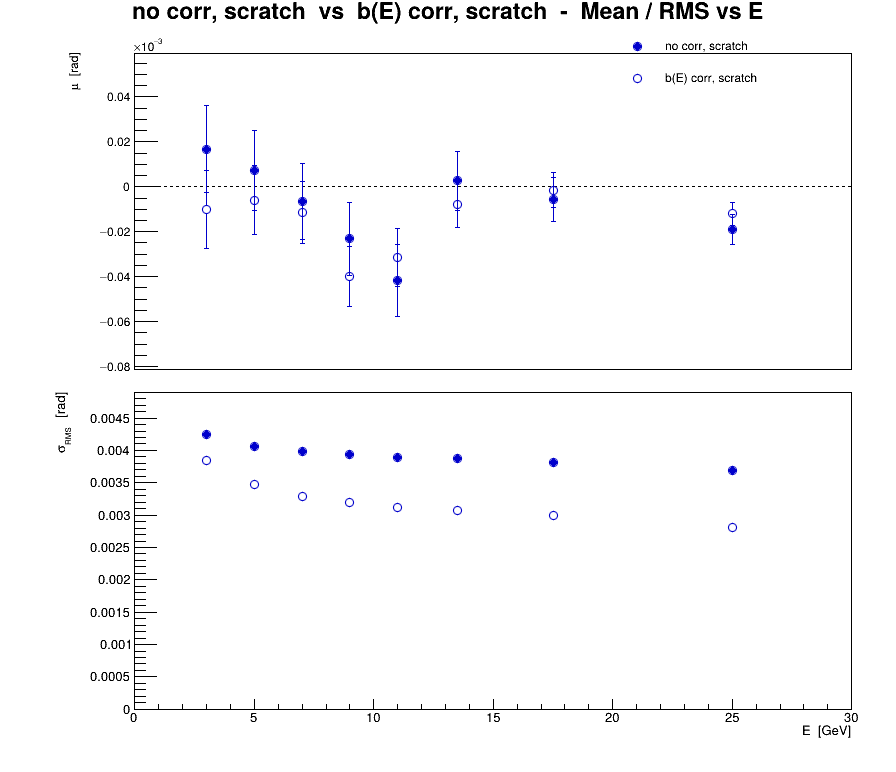 no corr, scratch vs b(E) corr, scratch - Mean / RMS vs E
×10⁻³
μ [rad]
no corr, scratch
b(E) corr, scratch
0.04
0.02
0
−0.02
−0.04
−0.06
−0.08
σRMS [rad]
0.0045
0.004
0.0035
0.003
0.0025
0.002
0.0015
0.001
0.0005
0
0 5 10 15 20 25 30
E [GeV]